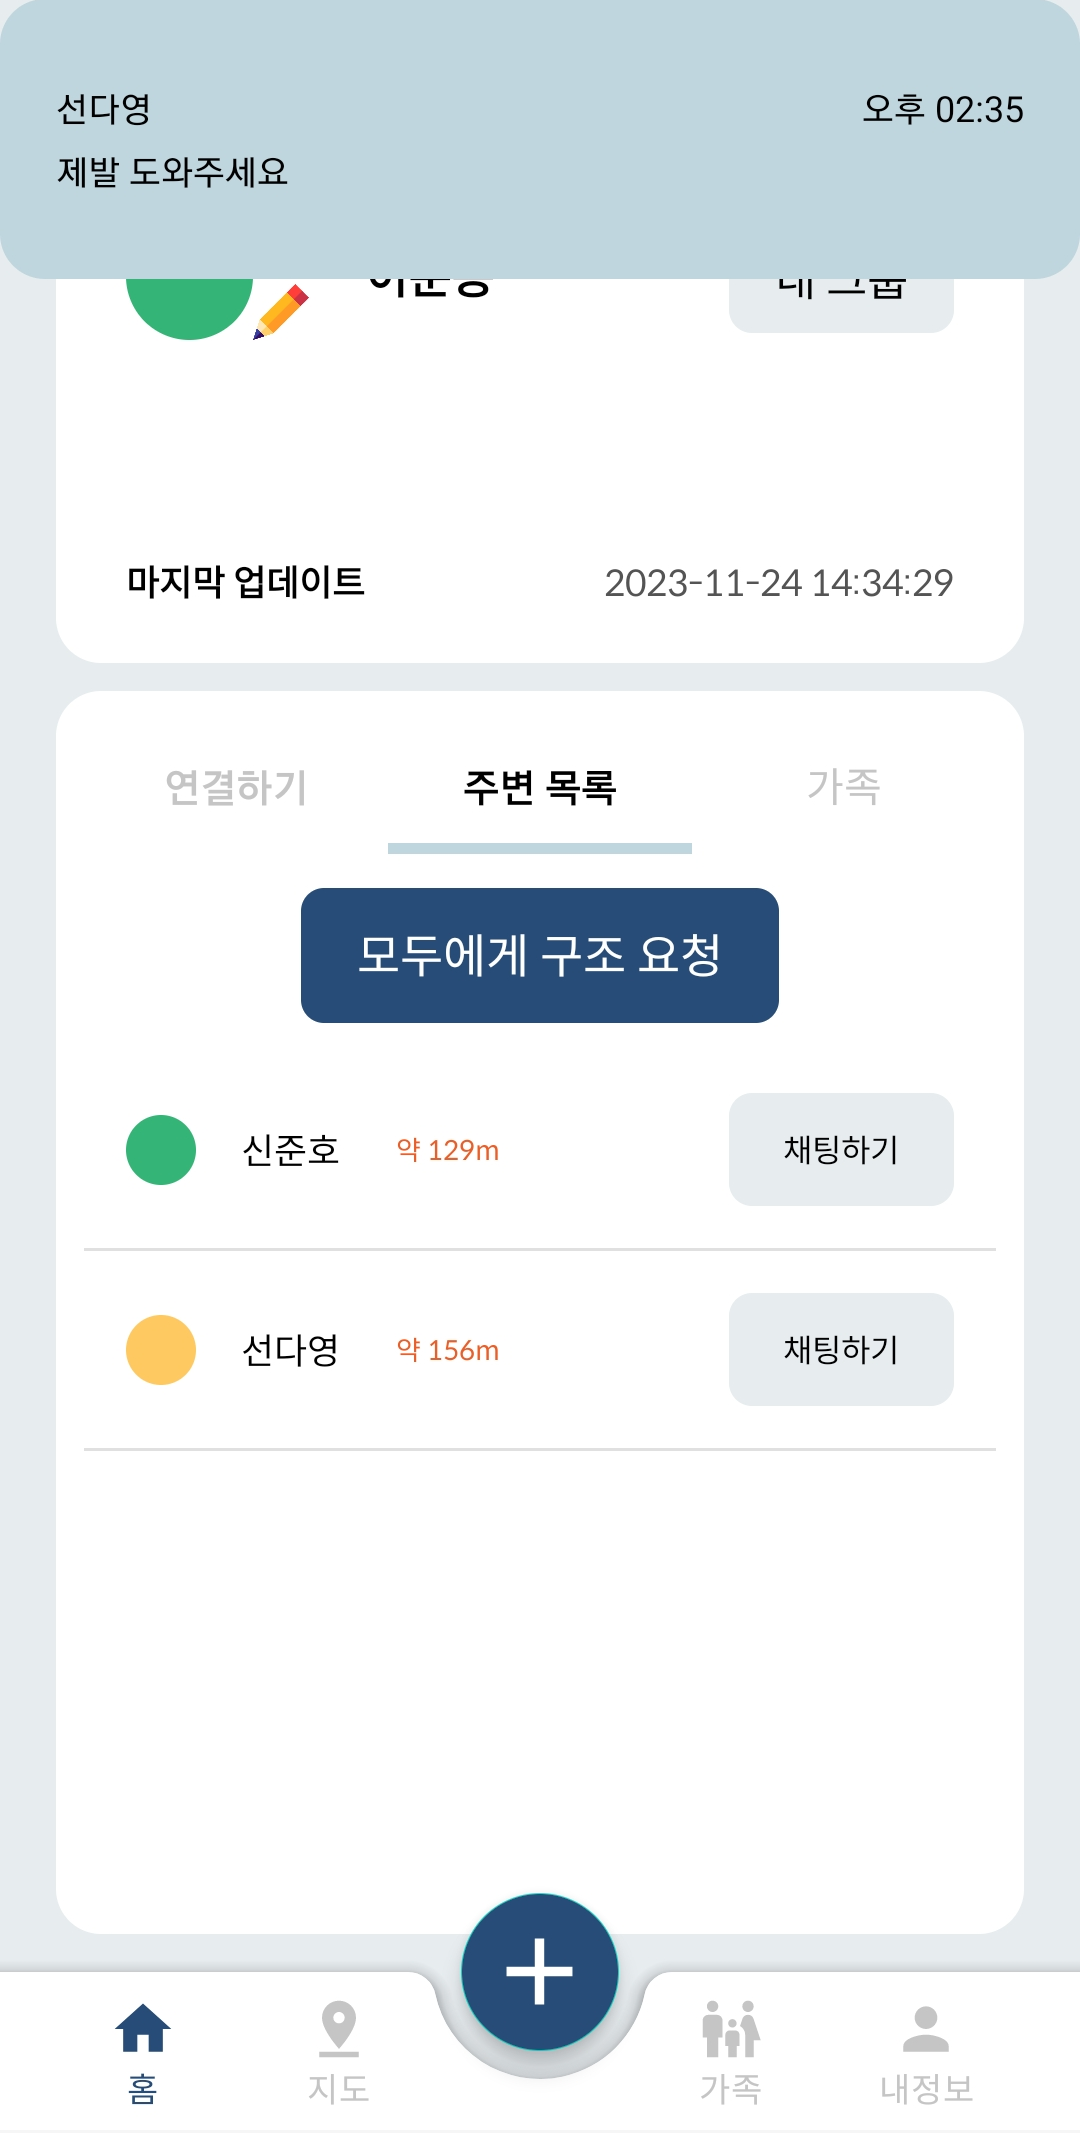 선다영
오후 02:35
제발 도와주세요
내 그룹
마지막 업데이트
2023-11-24 14:34:29
연결하기
주변 목록
가족
모두에게 구조 요청
신준호
약 129m
채팅하기
선다영
약 156m
채팅하기
홈
지도
가족
내정보